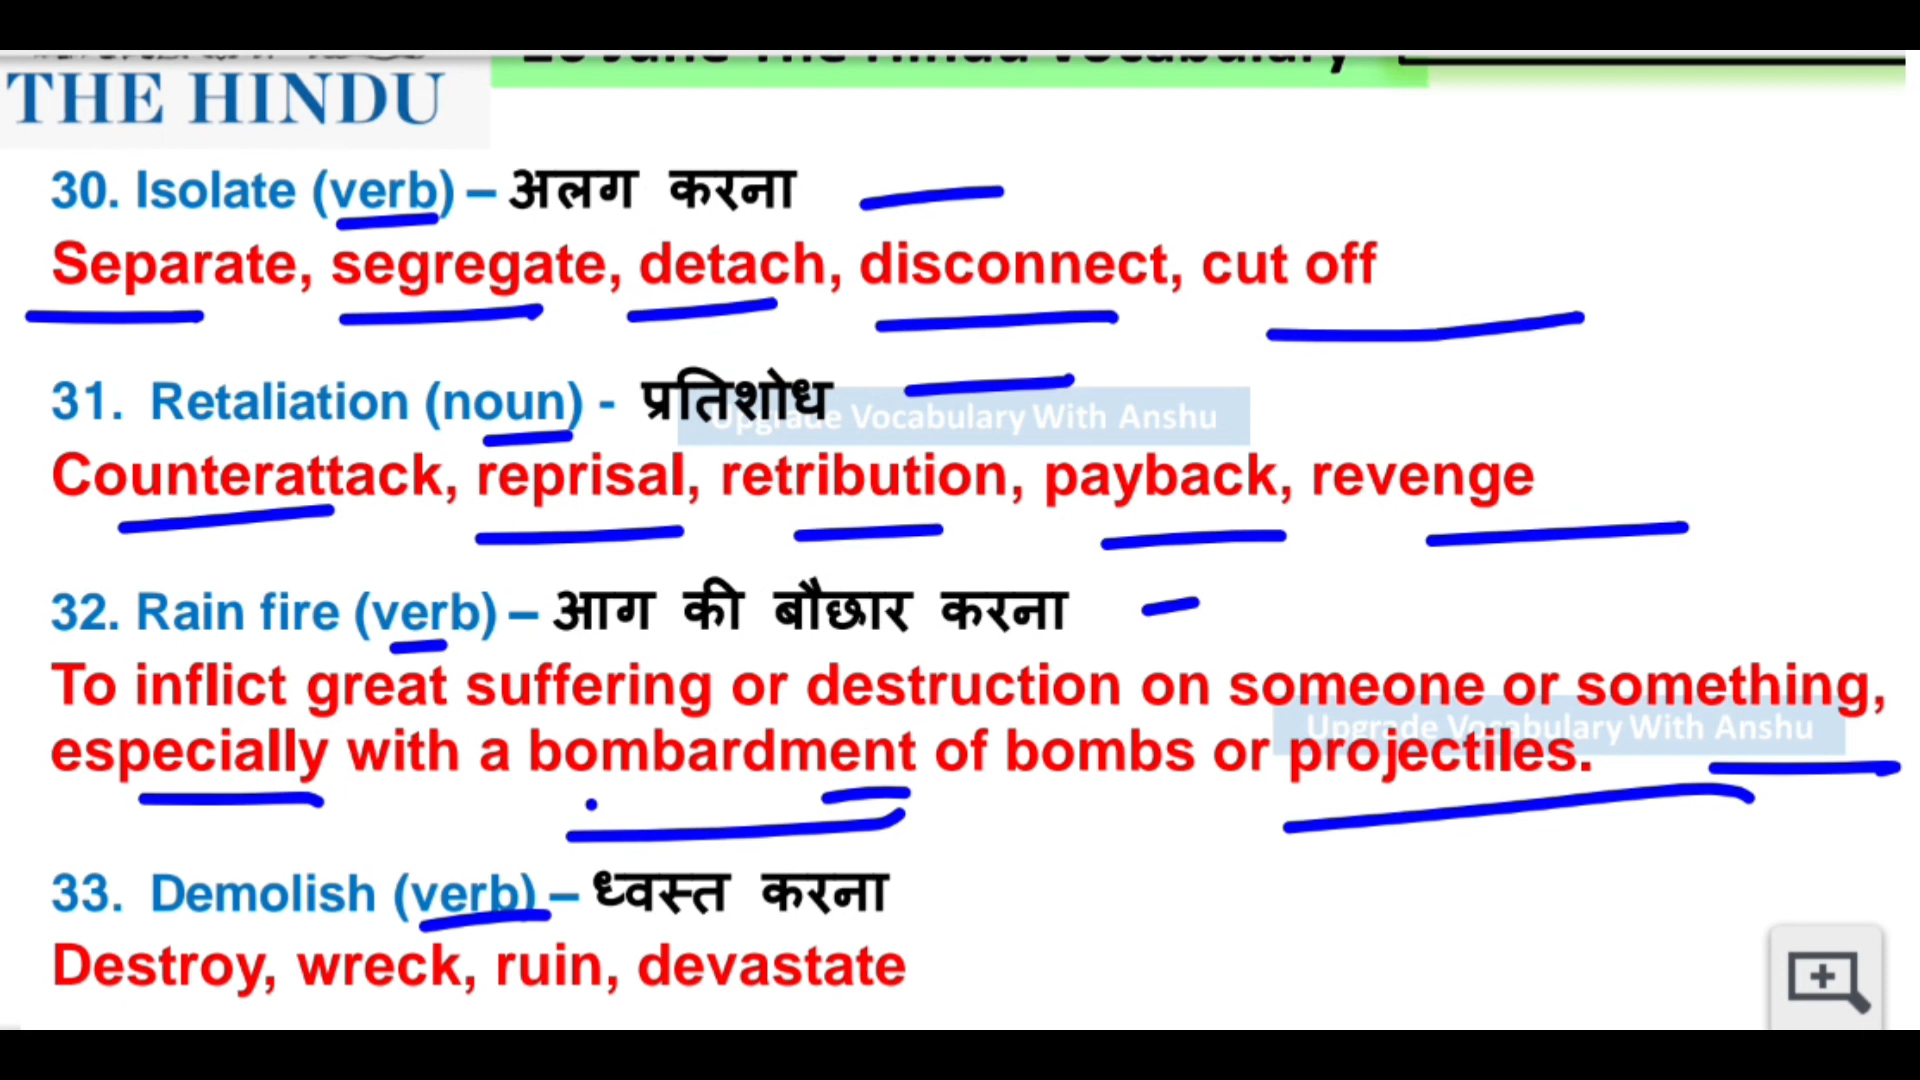 THE HINDU
The Hindu Vocabulary
30. Isolate (verb) – अलग करना
Separate, segregate, detach, disconnect, cut off
31. Retaliation (noun) - प्रतिशोध
Upgrade Vocabulary With Anshu
Counterattack, reprisal, retribution, payback, revenge
32. Rain fire (verb) – आग की बौछार करना
To inflict great suffering or destruction on someone or something,
Upgrade Vocabulary With Anshu
especially with a bombardment of bombs or projectiles.
33. Demolish (verb) – ध्वस्त करना
Destroy, wreck, ruin, devastate